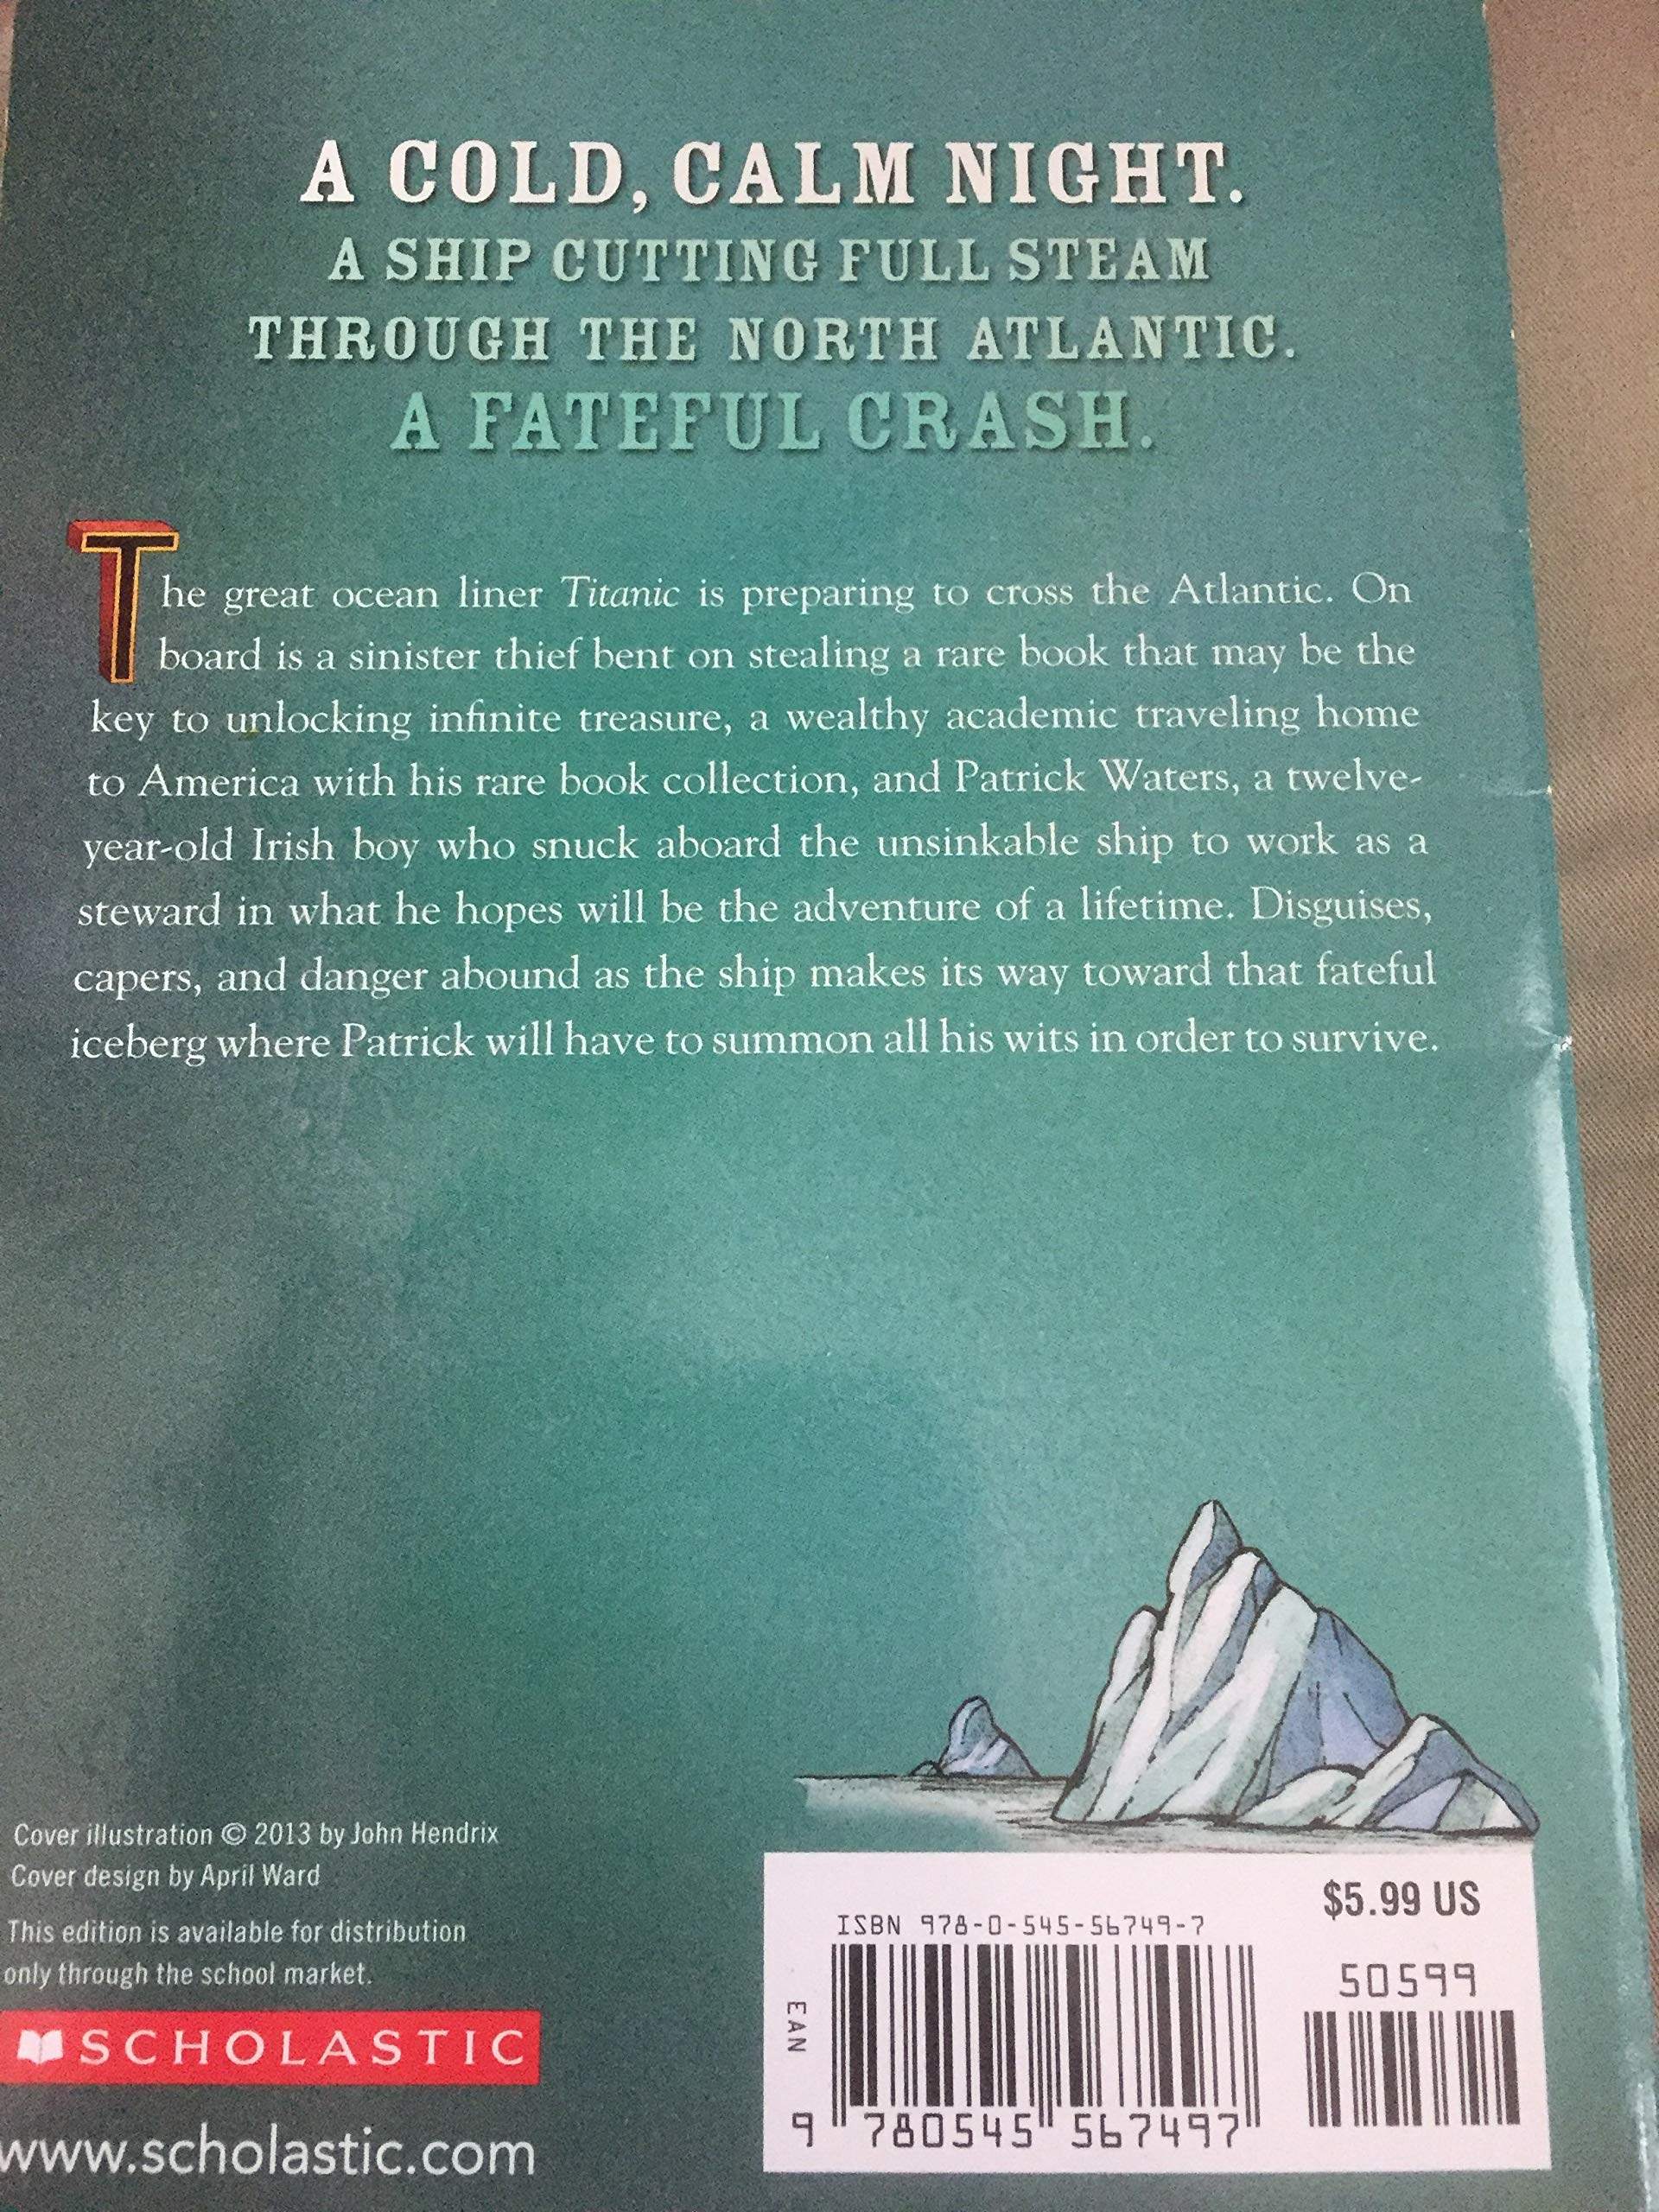 A COLD, CALM NIGHT.
A SHIP CUTTING FULL STEAM
THROUGH THE NORTH ATLANTIC.
A FATEFUL CRASH.
The great ocean liner Titanic is preparing to cross the Atlantic. On
board is a sinister thief bent on stealing a rare book that may be the
key to unlocking infinite treasure, a wealthy academic traveling home
to America with his rare book collection, and Patrick Waters, a twelve-
year-old Irish boy who snuck aboard the unsinkable ship to work as a
steward in what he hopes will be the adventure of a lifetime. Disguises,
capers, and danger abound as the ship makes its way toward that fateful
iceberg where Patrick will have to summon all his wits in order to survive.
Cover illustration © 2013 by John Hendrix
Cover design by April Ward
This edition is available for distribution
only through the school market.
SCHOLASTIC
www.scholastic.com
$5.99 US
ISBN 978-0-545-56749-7
50599
EAN
9 780545 567497